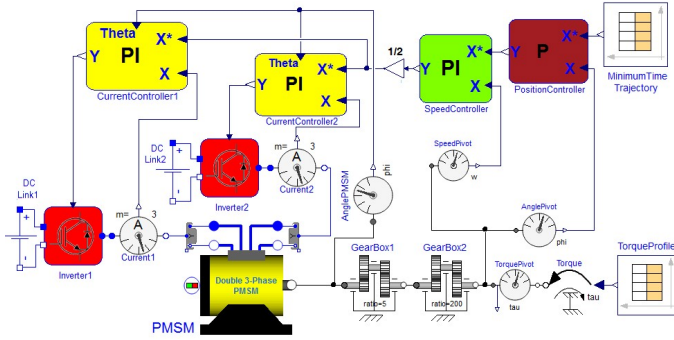 Theta
X*
Y
PI
X
CurrentController1
Theta
X*
Y
PI
X
CurrentController2
1/2
X*
Y
PI
X
SpeedController
X*
Y
P
X
PositionController
MinimumTime
Trajectory
DC
Link1
+
-
Inverter1
m=
3
A
Current1
DC
Link2
+
-
Inverter2
m=
3
A
Current2
phi
AnglePMSM
SpeedPivot
w
AnglePivot
phi
Double 3-Phase
PMSM
PMSM
GearBox1
ratio=5
GearBox2
ratio=200
TorquePivot
tau
Torque
tau
TorqueProfile